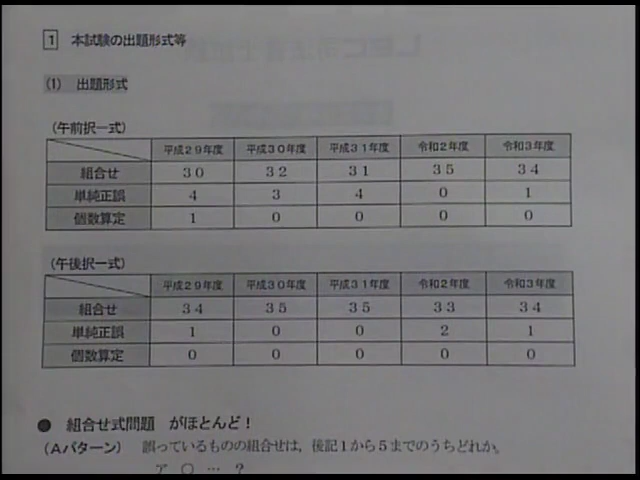 1 本試験の出題形式等
(1) 出題形式
(午前択一式)
平成29年度 平成30年度 平成31年度 令和2年度 令和3年度
組合せ 30 32 31 35 34
単純正誤 4 3 4 0 1
個数算定 1 0 0 0 0
(午後択一式)
平成29年度 平成30年度 平成31年度 令和2年度 令和3年度
組合せ 34 35 35 33 34
単純正誤 1 0 0 2 1
個数算定 0 0 0 0 0
● 組合せ式問題 がほとんど!
(Aパターン) 誤っているものの組合せは、後記1から5までのうちどれか。
ア ○ … ?